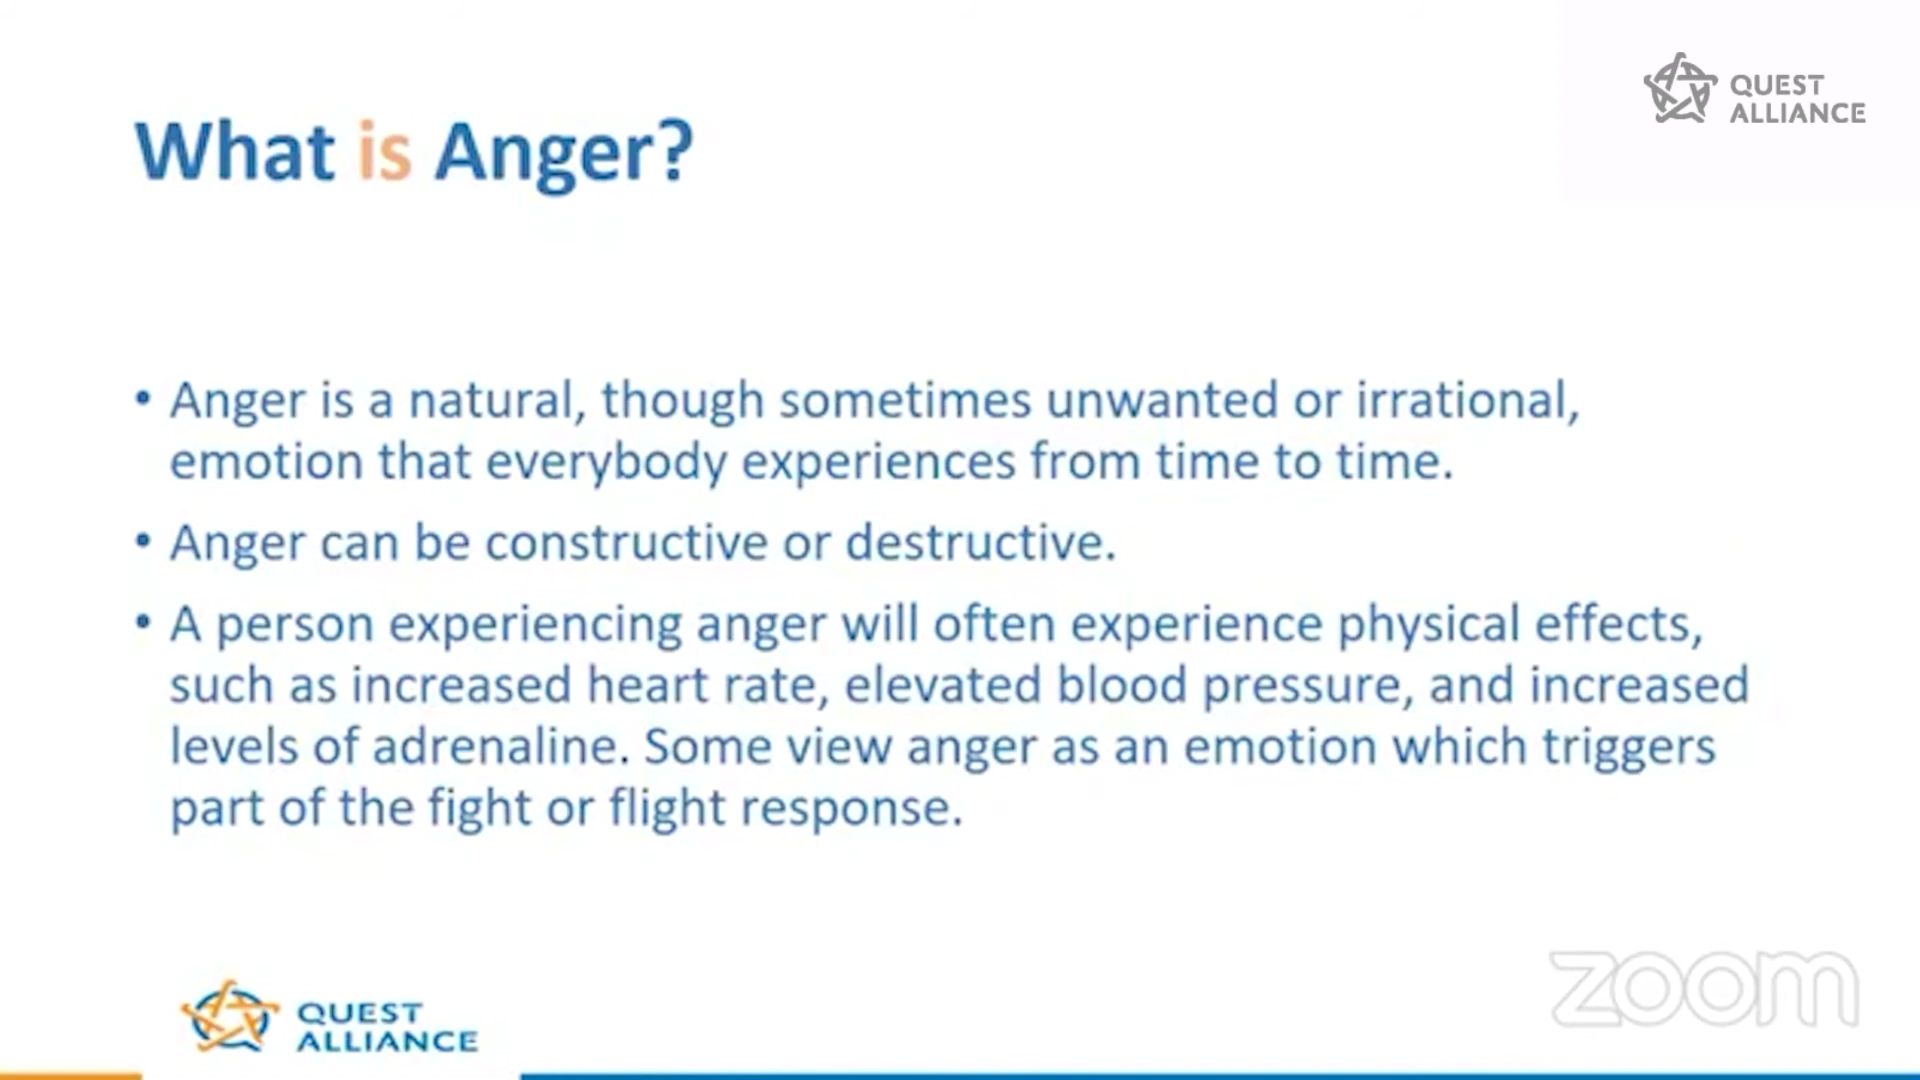 QUEST
ALLIANCE
What is Anger?
• Anger is a natural, though sometimes unwanted or irrational,
emotion that everybody experiences from time to time.
• Anger can be constructive or destructive.
• A person experiencing anger will often experience physical effects,
such as increased heart rate, elevated blood pressure, and increased
levels of adrenaline. Some view anger as an emotion which triggers
part of the fight or flight response.
QUEST
ALLIANCE
zoom